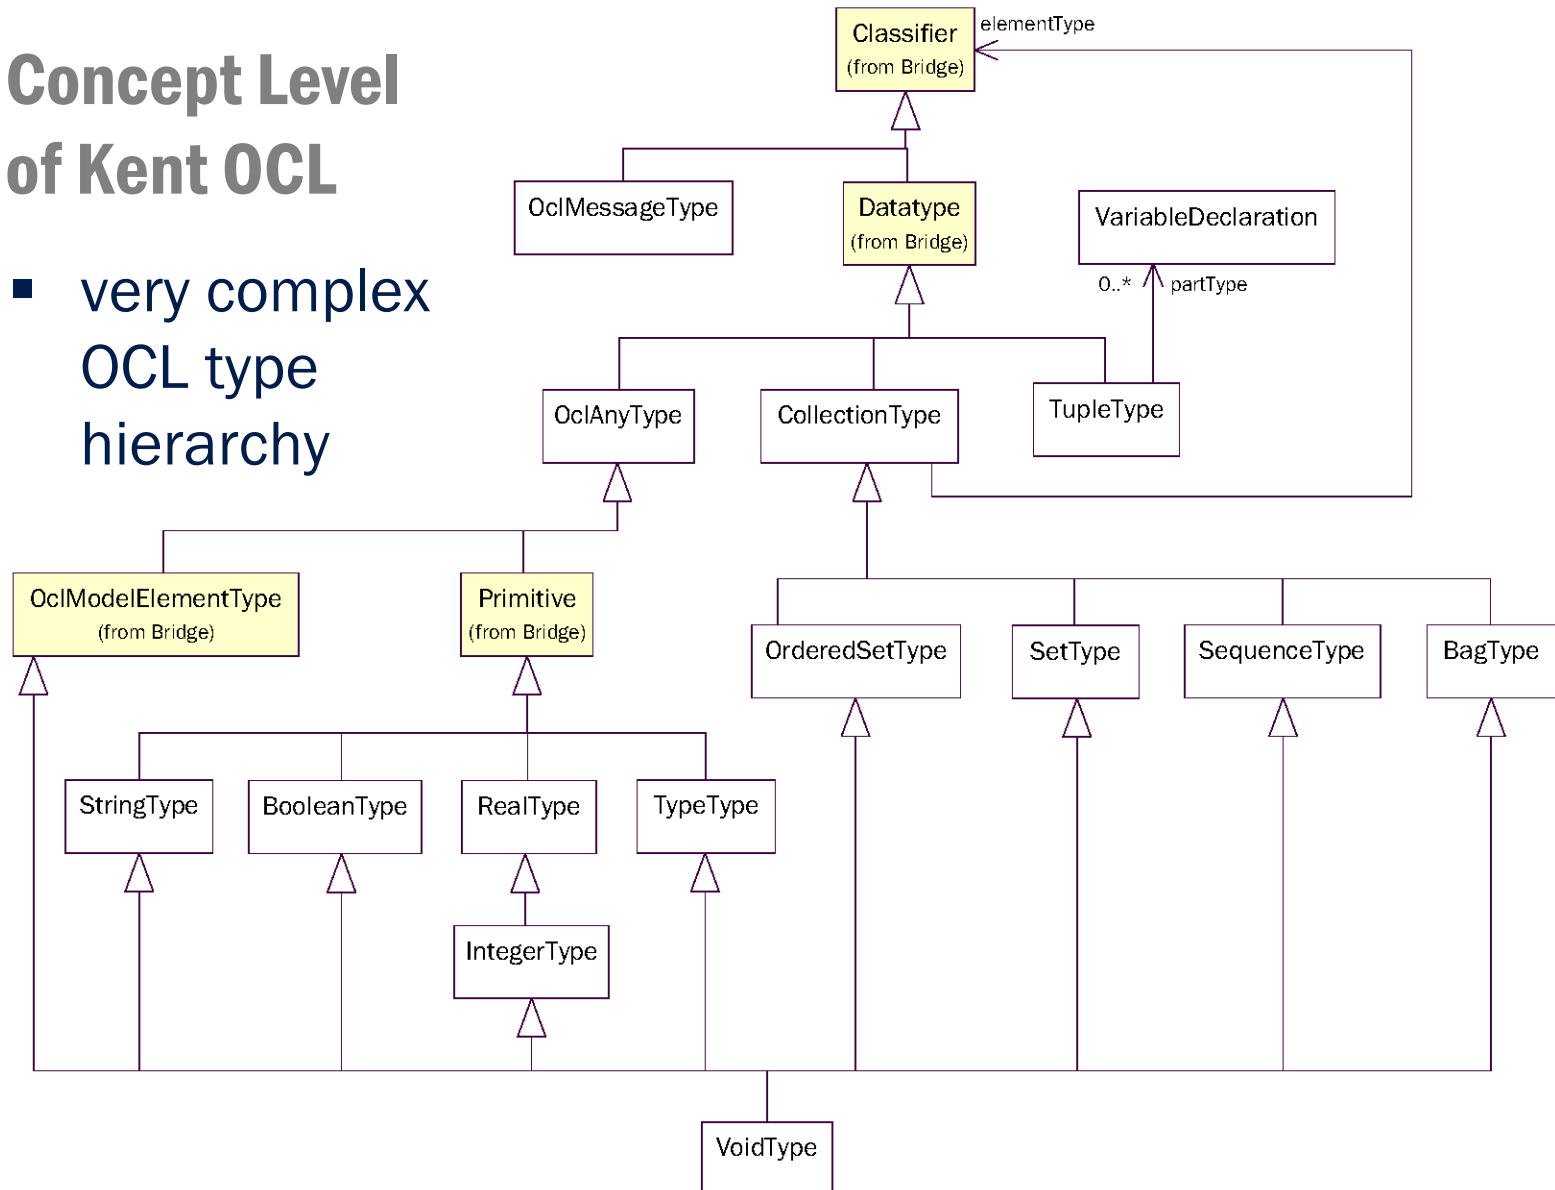 Concept Level
of Kent OCL
▪ very complex
OCL type
hierarchy
Classifier
(from Bridge)
elementType
OclMessageType
Datatype
(from Bridge)
VariableDeclaration
0..* partType
OclAnyType
CollectionType
TupleType
OclModelElementType
(from Bridge)
Primitive
(from Bridge)
OrderedSetType
SetType
SequenceType
BagType
StringType
BooleanType
RealType
TypeType
IntegerType
VoidType